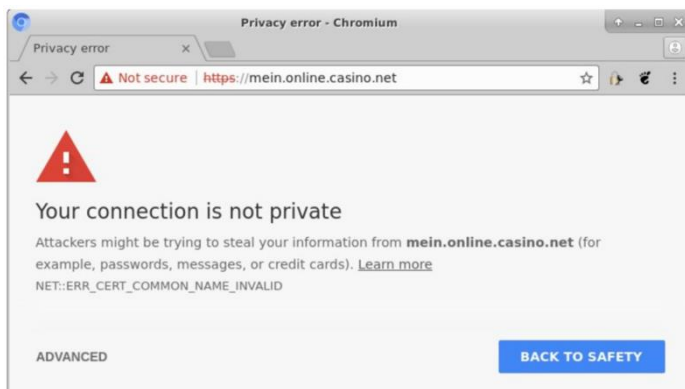 Privacy error - Chromium
Privacy error
Not secure | https://mein.online.casino.net
Your connection is not private
Attackers might be trying to steal your information from mein.online.casino.net (for
example, passwords, messages, or credit cards). Learn more
NET::ERR_CERT_COMMON_NAME_INVALID
ADVANCED
BACK TO SAFETY